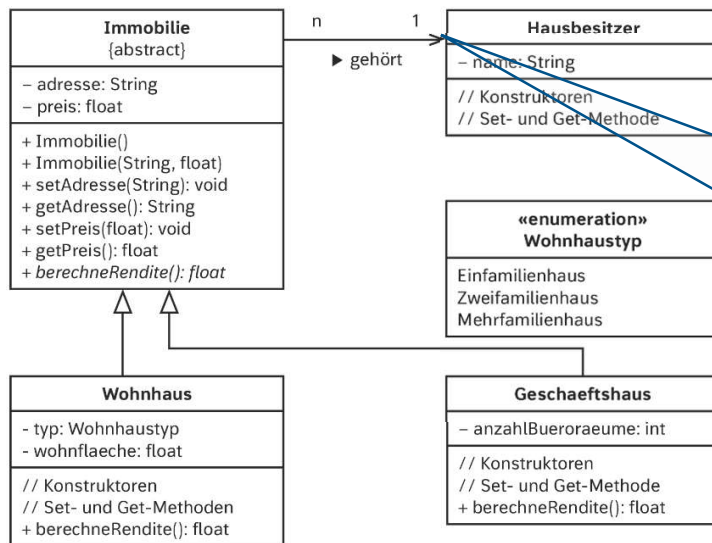 Immobilie
{abstract}
– adresse: String
– preis: float
+ Immobilie()
+ Immobilie(String, float)
+ setAdresse(String): void
+ getAdresse(): String
+ setPreis(float): void
+ getPreis(): float
+ berechneRendite(): float
n 1
▶ gehört
Hausbesitzer
– name: String
// Konstruktoren
// Set- und Get-Methode
«enumeration»
Wohnhaustyp
Einfamilienhaus
Zweifamilienhaus
Mehrfamilienhaus
Wohnhaus
- typ: Wohnhaustyp
- wohnflaeche: float
// Konstruktoren
// Set- und Get-Methoden
+ berechneRendite(): float
Geschaeftshaus
– anzahlBueroraeume: int
// Konstruktoren
// Set- und Get-Methode
+ berechneRendite(): float